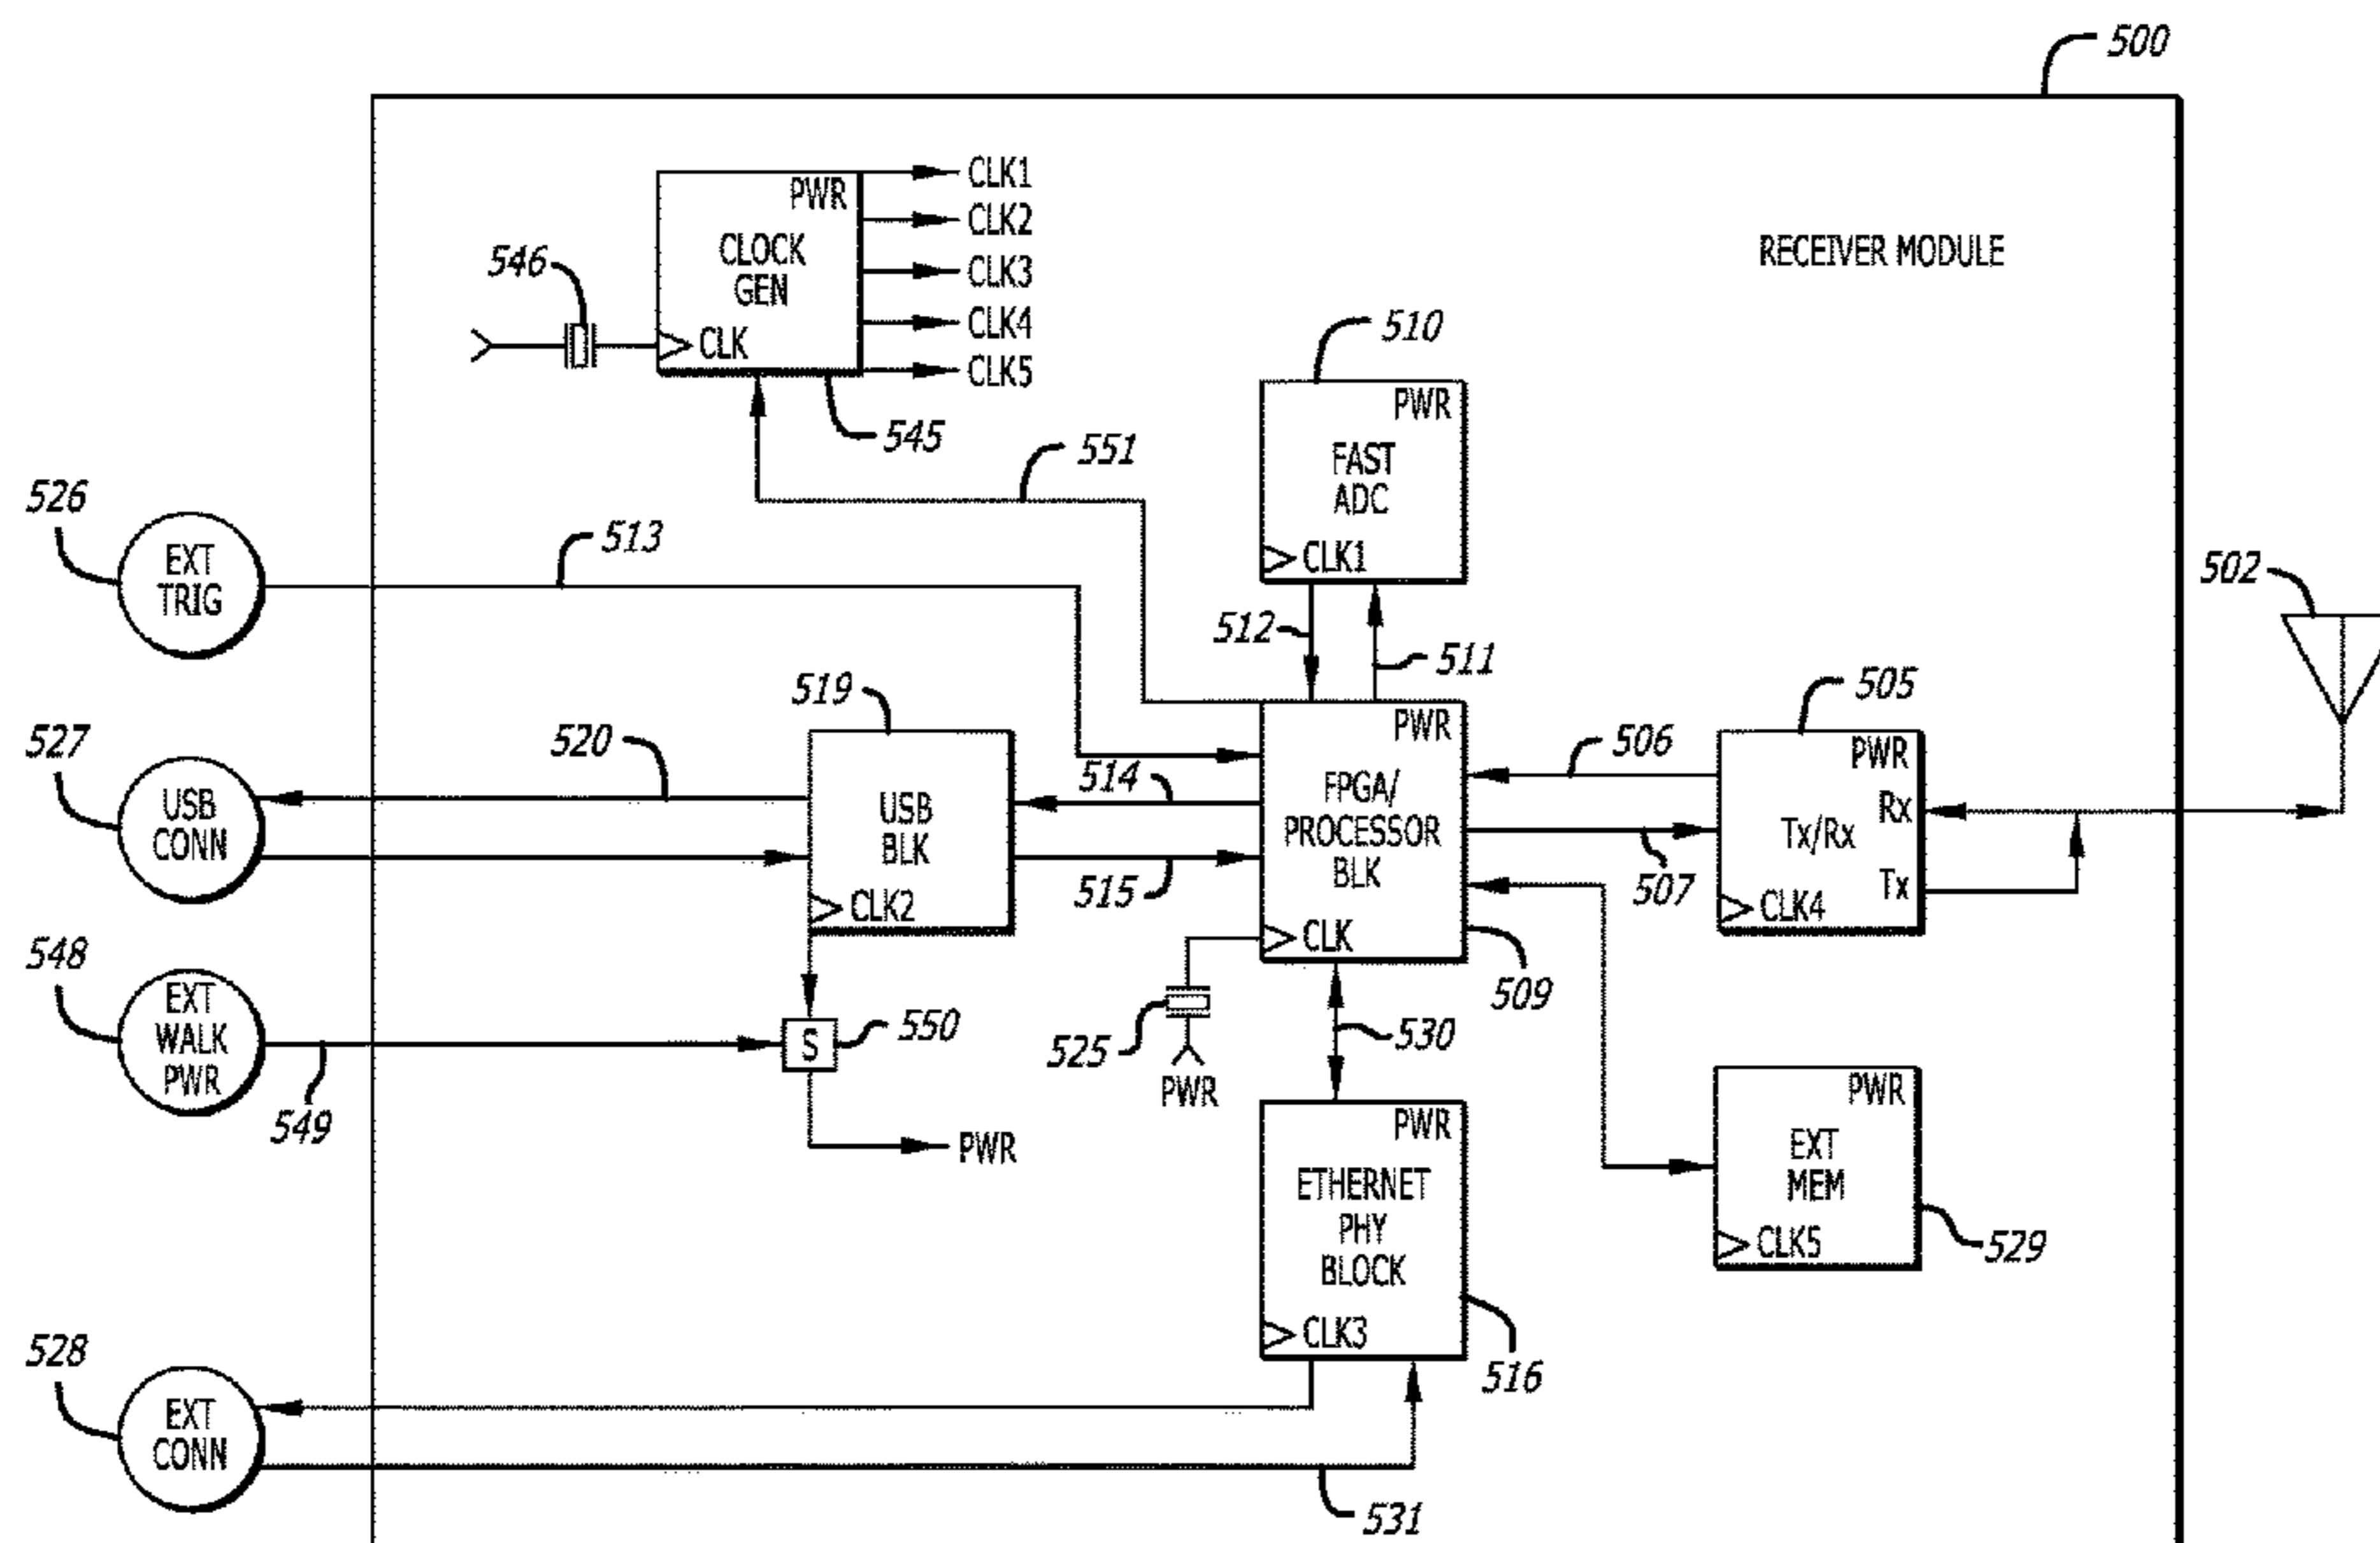 500
RECEIVER MODULE
PWR
CLOCK
GEN
CLK
CLK1
CLK2
CLK3
CLK4
CLK5
546
545
551
510
PWR
FAST
ADC
CLK1
526
EXT
TRIG
513
512
511
502
527
USB
CONN
520
519
USB
BLK
CLK2
514
515
PWR
FPGA/
PROCESSOR
BLK
CLK
509
506
507
505
PWR
Rx
Tx/Rx
Tx
CLK4
548
EXT
WALK
PWR
549
S
550
PWR
525
PWR
530
PWR
ETHERNET
PHY
BLOCK
CLK3
516
PWR
EXT
MEM
CLK5
529
528
EXT
CONN
531